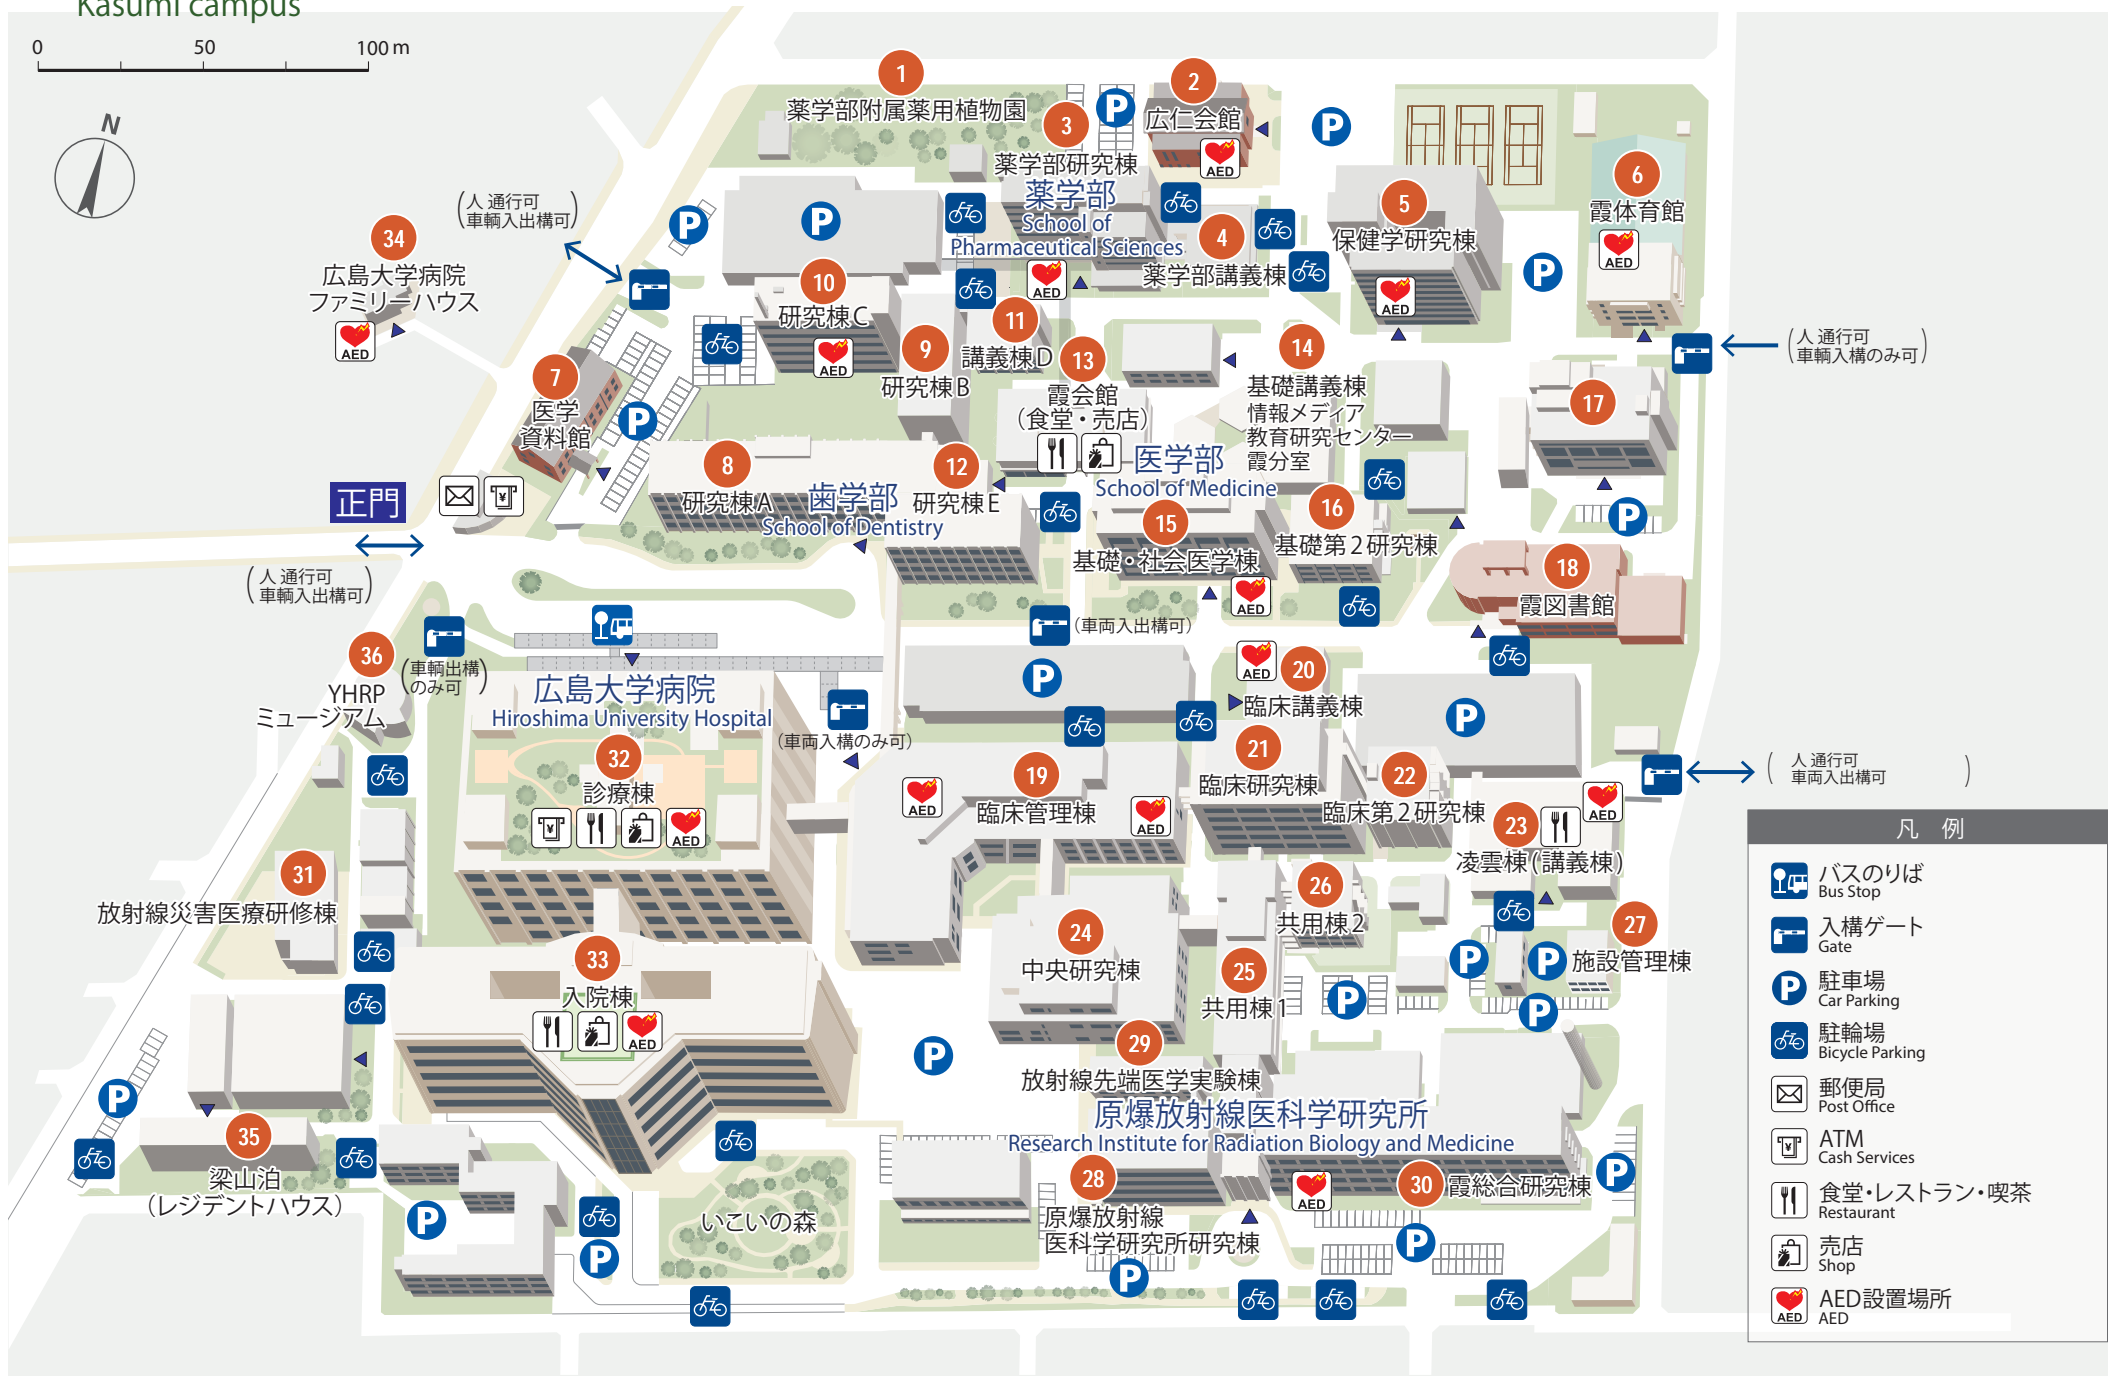 Kasumi campus
0 50 100 m
N
1
薬学部附属薬用植物園
2
広仁会館
AED
3
薬学部研究棟
薬学部
School of
Pharmaceutical Sciences
AED
4
薬学部講義棟
5
保健学研究棟
AED
6
霞体育館
AED
P
P
P
P
P
(人 通行可
車輌入出構可)
34
広島大学病院
ファミリーハウス
AED
7
医学
資料館
P
10
研究棟C
AED
9
研究棟B
11
講義棟D
13
霞会館
(食堂・売店)
14
基礎講義棟
情報メディア
教育研究センター
霞分室
(人 通行可
車輌入構のみ可)
17
P
正門
(人 通行可
車輌入出構可)
8
研究棟A
歯学部
School of Dentistry
12
研究棟E
医学部
School of Medicine
15
基礎・社会医学棟
AED
16
基礎第2研究棟
18
霞図書館
36
YHRP
ミュージアム
(車輌出構
のみ可)
(車両入出構可)
広島大学病院
Hiroshima University Hospital
(車両入構のみ可)
P
AED
20
臨床講義棟
P
32
診療棟
AED
19
臨床管理棟
AED
AED
21
臨床研究棟
22
臨床第2研究棟
23
凌雲棟(講義棟)
AED
(人 通行可
車両入出構可)
31
放射線災害医療研修棟
33
入院棟
AED
24
中央研究棟
25
共用棟1
26
共用棟2
27
施設管理棟
P
P
P
P
P
29
放射線先端医学実験棟
原爆放射線医科学研究所
Research Institute for Radiation Biology and Medicine
28
原爆放射線
医科学研究所研究棟
AED
30
霞総合研究棟
P
P
P
35
梁山泊
(レジデントハウス)
P
P
P
いこいの森
凡 例
バスのりば
Bus Stop
入構ゲート
Gate
P
駐車場
Car Parking
駐輪場
Bicycle Parking
郵便局
Post Office
ATM
Cash Services
食堂・レストラン・喫茶
Restaurant
売店
Shop
AED
AED設置場所
AED